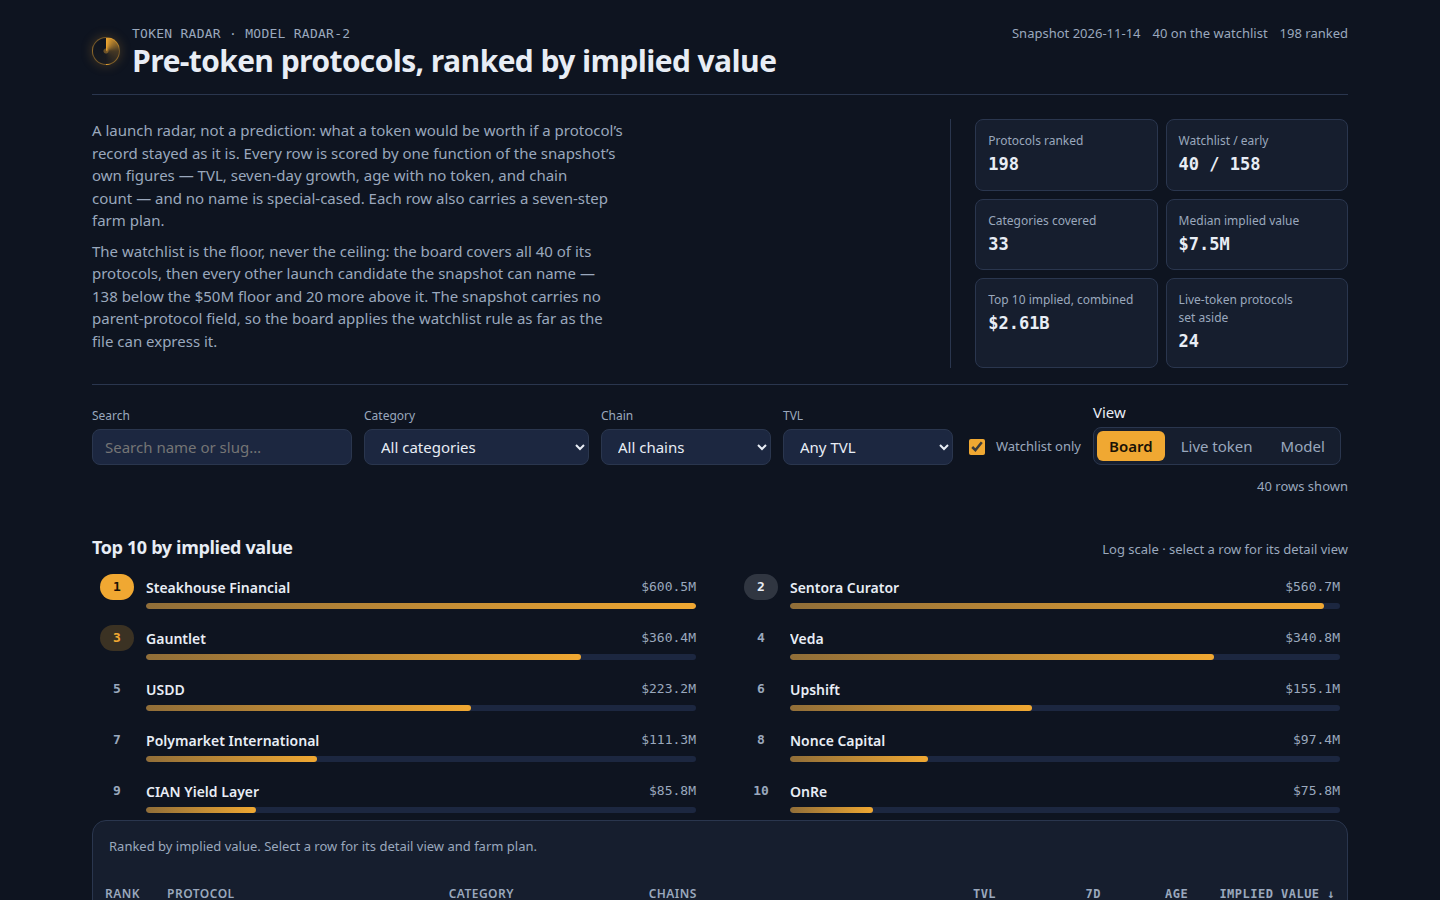 TOKEN RADAR · MODEL RADAR-2
Pre-token protocols, ranked by implied value
Snapshot 2026-11-14 40 on the watchlist 198 ranked
A launch radar, not a prediction: what a token would be worth if a protocol’s
record stayed as it is. Every row is scored by one function of the snapshot’s
own figures — TVL, seven-day growth, age with no token, and chain
count — and no name is special-cased. Each row also carries a seven-step
farm plan.
The watchlist is the floor, never the ceiling: the board covers all 40 of its
protocols, then every other launch candidate the snapshot can name —
138 below the $50M floor and 20 more above it. The snapshot carries no
parent-protocol field, so the board applies the watchlist rule as far as the
file can express it.
Protocols ranked
198
Watchlist / early
40 / 158
Categories covered
33
Median implied value
$7.5M
Top 10 implied, combined
$2.61B
Live-token protocols
set aside
24
Search
Search name or slug...
Category
All categories
Chain
All chains
TVL
Any TVL
Watchlist only
View
Board Live token Model
40 rows shown
Top 10 by implied value
Log scale · select a row for its detail view
1 Steakhouse Financial $600.5M
2 Sentora Curator $560.7M
3 Gauntlet $360.4M
4 Veda $340.8M
5 USDD $223.2M
6 Upshift $155.1M
7 Polymarket International $111.3M
8 Nonce Capital $97.4M
9 CIAN Yield Layer $85.8M
10 OnRe $75.8M
Ranked by implied value. Select a row for its detail view and farm plan.
RANK PROTOCOL CATEGORY CHAINS TVL 7D AGE IMPLIED VALUE ↓